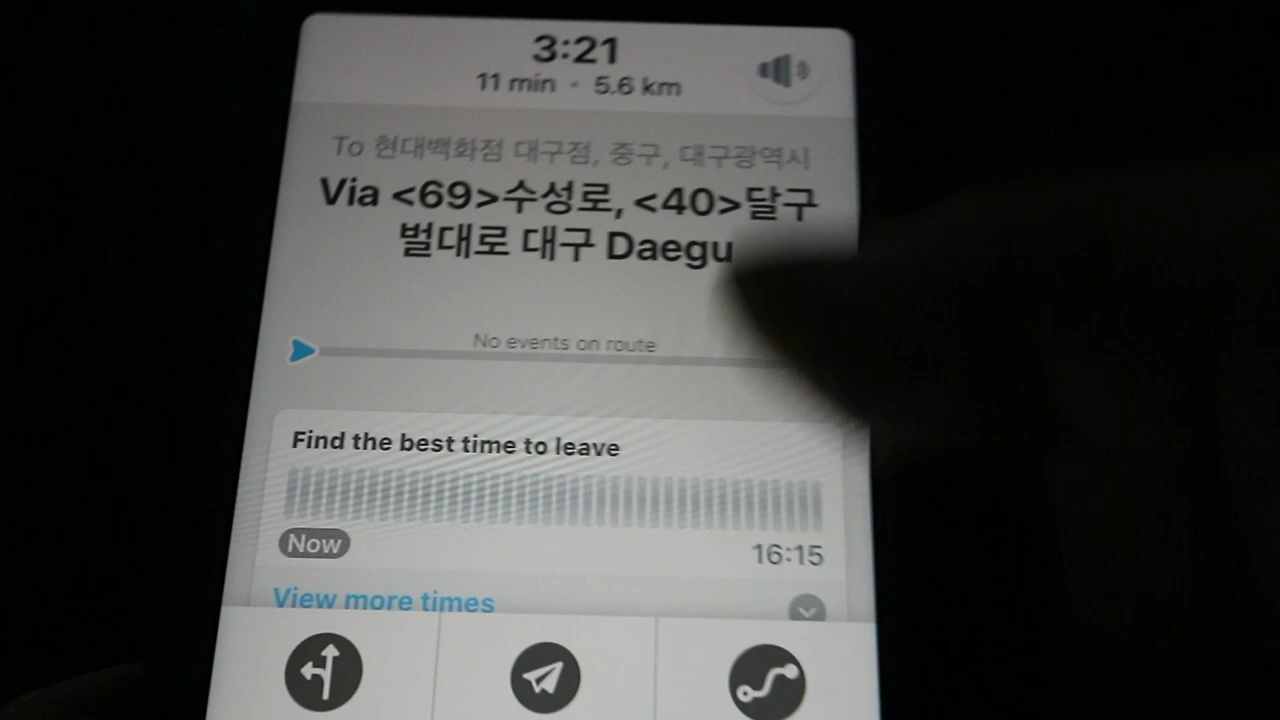 3:21
11 min · 5.6 km
To 현대백화점 대구점, 중구, 대구광역시
Via <69>수성로, <40>달구
벌대로 대구 Daegu
No events on route
Find the best time to leave
Now
16:15
View more times